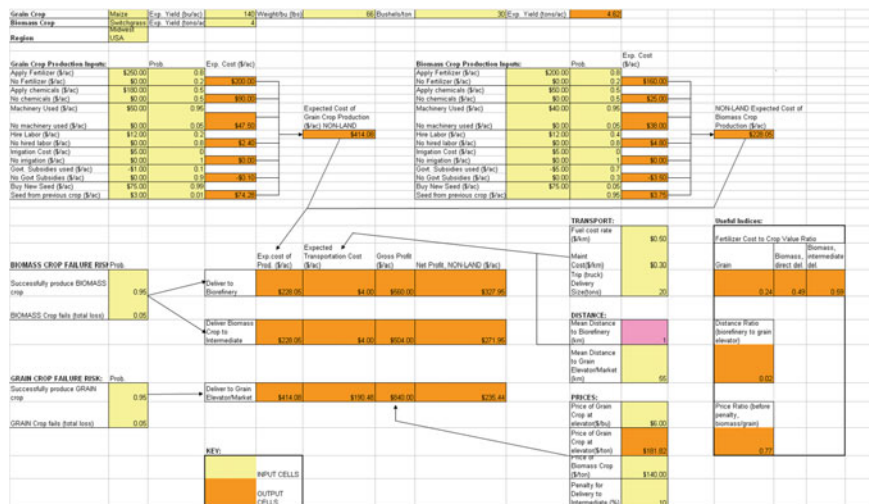 Grain Crop Maize Exp. Yield (bu/ac) 140 Weight/bu (lbs) 66 Bushels/ton 30 Exp. Yield (tons/ac) 4.62
Biomass Crop Switchgrass Exp. Yield (tons/ac 4
Region Midwest USA
Grain Crop Production Inputs: Prob. Exp. Cost ($/ac)
Apply Fertilizer ($/ac) $250.00 0.8
No Fertilizer ($/ac) $0.00 0.2 $200.00
Apply chemicals ($/ac) $180.00 0.5
No chemicals ($/ac) $0.00 0.5 $90.00
Machinery Used ($/ac) $50.00 0.95
No machinery used ($/ac) $0.00 0.05 $47.50
Hire Labor ($/ac) $12.00 0.2
No hired labor ($/ac) $0.00 0.8 $2.40
Irrigation Cost ($/ac) $5.00 0
No irrigation ($/ac) $0.00 1 $0.00
Govt. Subsidies used ($/ac) -$1.00 0.1
No Govt Subsidies ($/ac) $0.00 0.9 -$0.10
Buy New Seed ($/ac) $75.00 0.99
Seed from previous crop ($/ac) $3.00 0.01 $74.28
Expected Cost of
Grain Crop Production
($/ac) NON-LAND
$414.08
Biomass Crop Production Inputs: Prob. Exp. Cost ($/ac)
Apply Fertilizer ($/ac) $200.00 0.8
No Fertilizer ($/ac) $0.00 0.2 $160.00
Apply chemicals ($/ac) $50.00 0.5
No chemicals ($/ac) $0.00 0.5 $25.00
Machinery Used ($/ac) $40.00 0.95
No machinery used ($/ac) $0.00 0.05 $38.00
Hire Labor ($/ac) $12.00 0.4
No hired labor ($/ac) $0.00 0.8 $4.80
Irrigation Cost ($/ac) $5.00 0
No irrigation ($/ac) $0.00 1 $0.00
Govt. Subsidies used ($/ac) -$5.00 0.7
No Govt Subsidies ($/ac) $0.00 0.3 -$3.50
Buy New Seed ($/ac) $75.00 0.05
Seed from previous crop ($/ac) $0.00 0.95 $3.75
NON-LAND Expected Cost of
Biomass Crop
Production ($/ac)
$228.05
BIOMASS CROP FAILURE RISK Prob.
Exp.cost of Prod. ($/ac) Expected Transportation Cost ($/ac) Gross Profit ($/ac) Net Profit, NON-LAND ($/ac)
Successfully produce BIOMASS crop 0.95
Deliver to Biorefinery $228.05 $4.00 $560.00 $327.95
BIOMASS Crop fails (total loss) 0.05
Deliver Biomass Crop to Intermediate $228.05 $4.00 $504.00 $271.95
GRAIN CROP FAILURE RISK: Prob.
Successfully produce GRAIN crop 0.95
Deliver to Grain Elevator/Market $414.08 $190.48 $840.00 $235.44
GRAIN Crop fails (total loss) 0.05
KEY:
INPUT CELLS
OUTPUT CELLS
TRANSPORT:
Fuel cost rate ($/km) $0.50
Maint Cost($/km) $0.30
Trip (truck) Delivery Size(tons) 20
DISTANCE:
Mean Distance to Biorefinery (km) 1
Mean Distance to Grain Elevator/Market (km) 55
PRICES:
Price of Grain Crop at elevator($/bu) $6.00
Price of Grain Crop at elevator($/ton) $181.82
Price of Biomass Crop ($/ton) $140.00
Penalty for Delivery to Intermediate (%) 10
Useful Indices:
Fertilizer Cost to Crop Value Ratio
Grain Biomass, direct del. Biomass, intermediate del.
0.24 0.49 0.59
Distance Ratio (biorefinery to grain elevator)
0.02
Price Ratio (before penalty, biomass/grain)
0.77